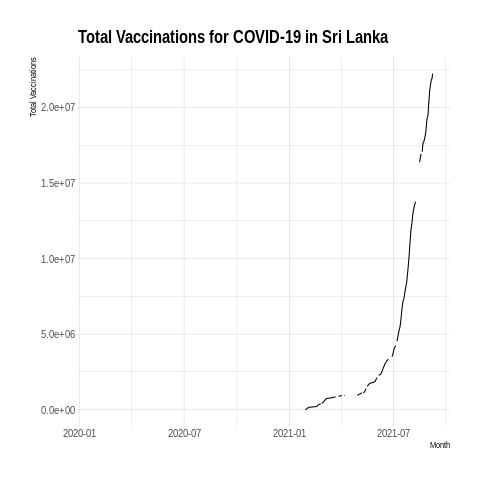 Total Vaccinations for COVID-19 in Sri Lanka
Total Vaccinations
2.0e+07
1.5e+07
1.0e+07
5.0e+06
0.0e+00
2020-01 2020-07 2021-01 2021-07
Month